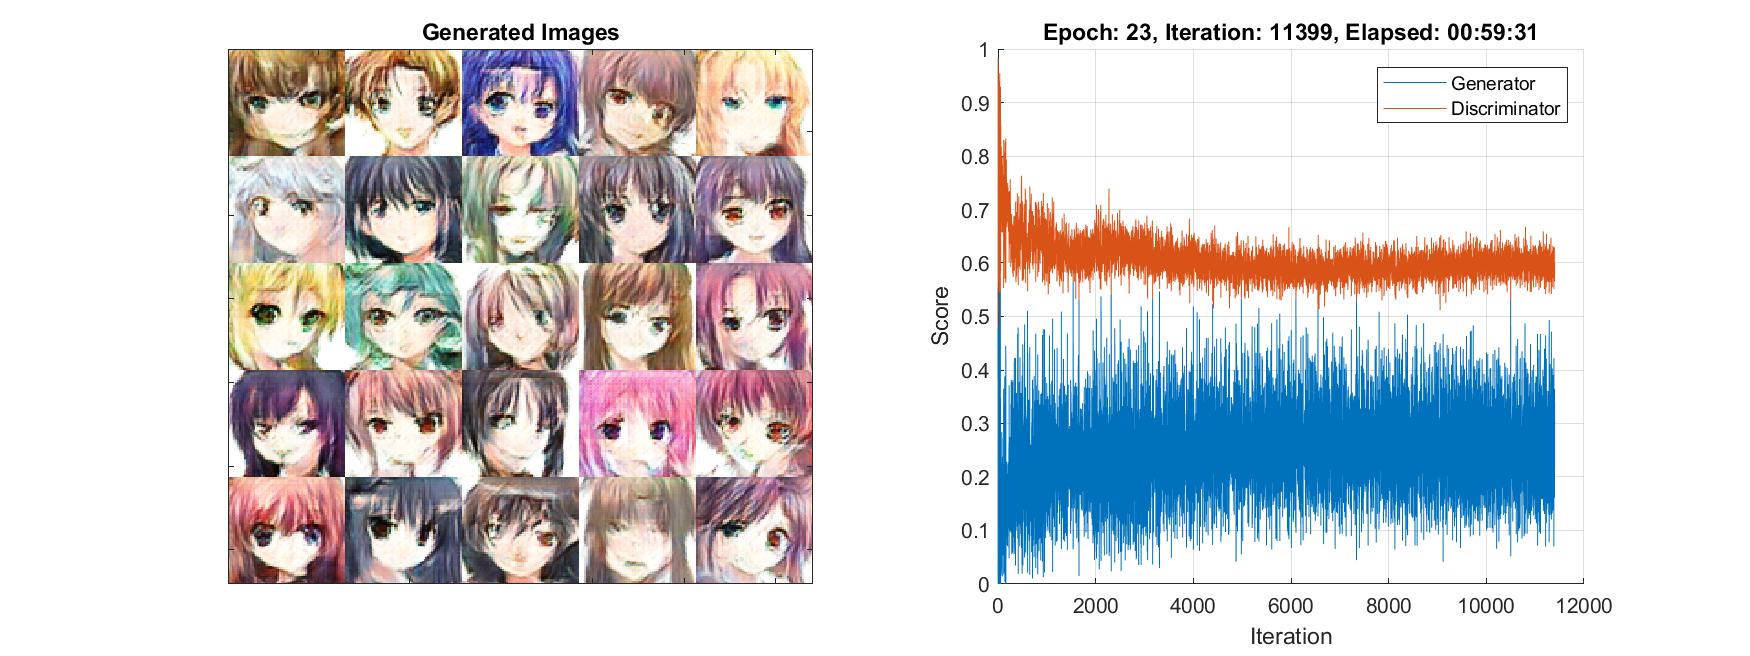 Generated Images
Epoch: 23, Iteration: 11399, Elapsed: 00:59:31
1
0.9
0.8
0.7
0.6
0.5
0.4
0.3
0.2
0.1
0
Score
Generator
Discriminator
0 2000 4000 6000 8000 10000 12000
Iteration